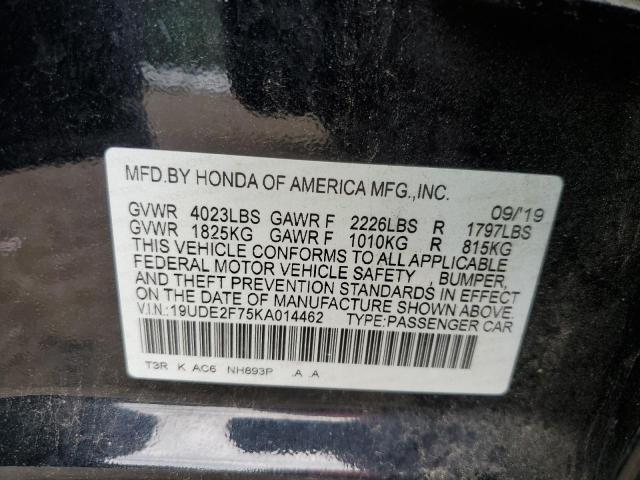 MFD.BY HONDA OF AMERICA MFG.,INC.
09/'19
GVWR 4023LBS GAWR F 2226LBS R 1797LBS
GVWR 1825KG GAWR F 1010KG R 815KG
THIS VEHICLE CONFORMS TO ALL APPLICABLE
FEDERAL MOTOR VEHICLE SAFETY , BUMPER,
AND THEFT PREVENTION STANDARDS IN EFFECT
ON THE DATE OF MANUFACTURE SHOWN ABOVE.
V.I.N.:19UDE2F75KA014462 TYPE:PASSENGER CAR
T3R K AC6 NH893P .A .A